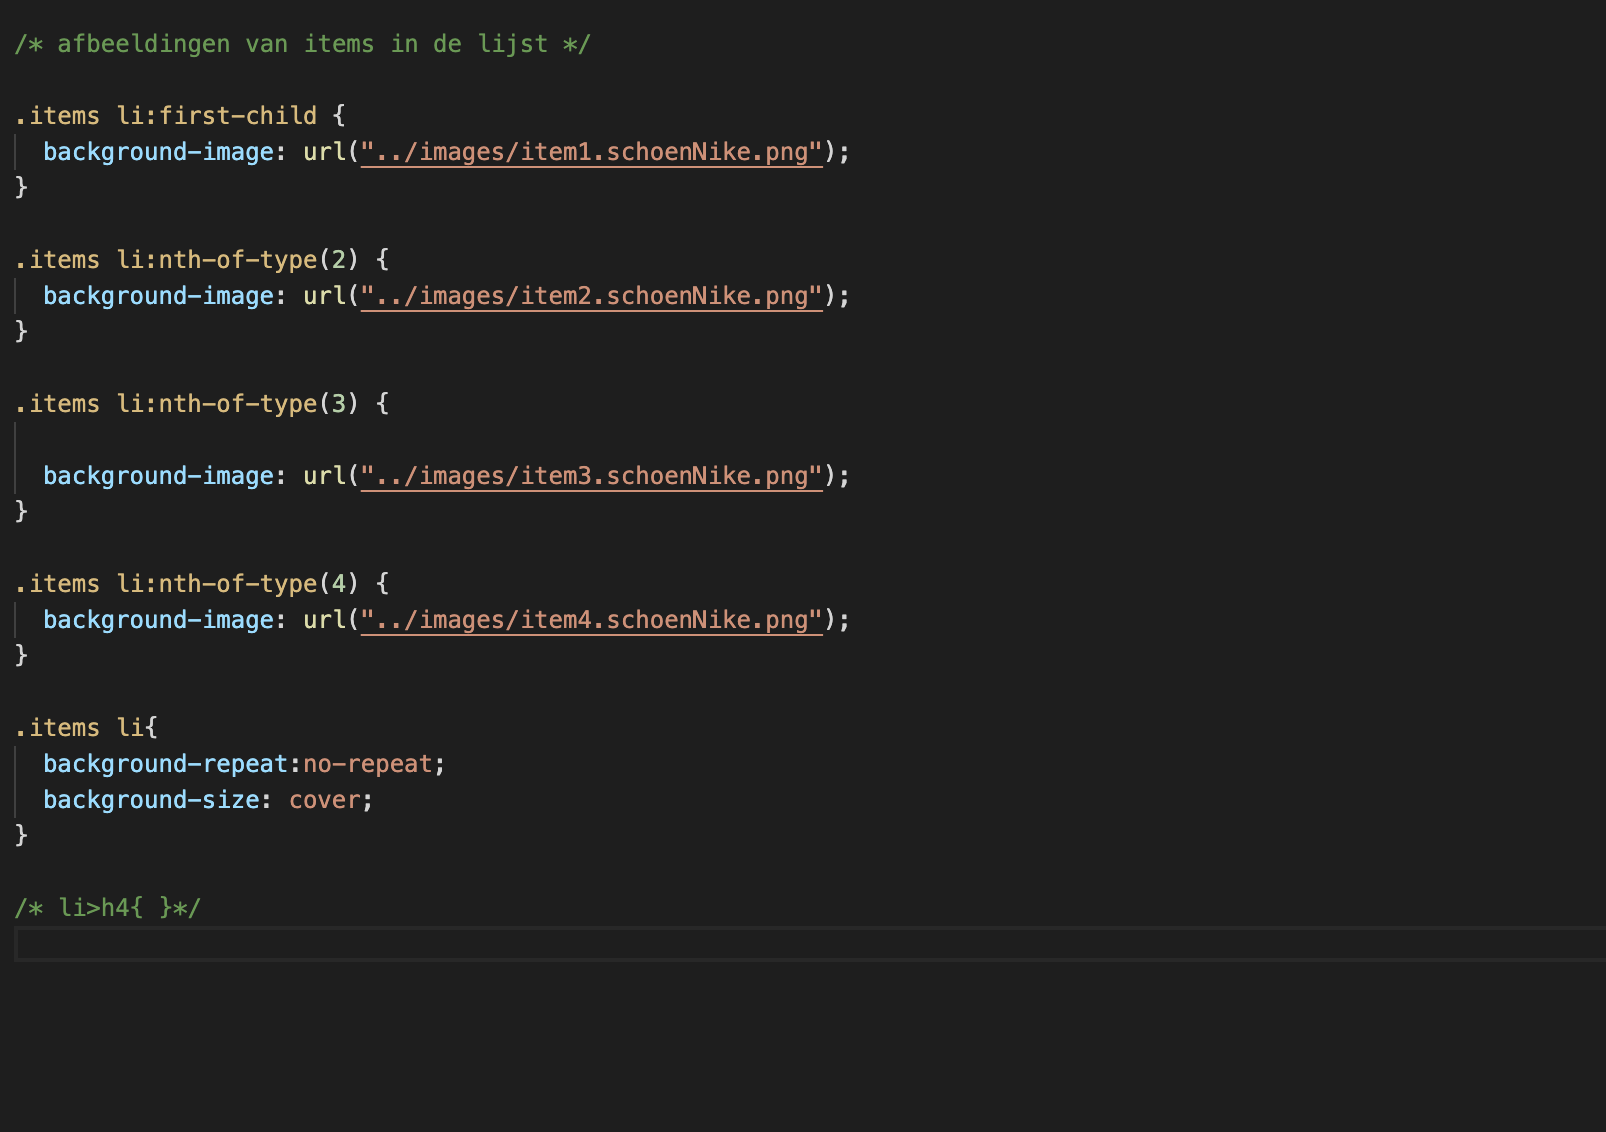 /* afbeeldingen van items in de lijst */
.items li:first-child {
background-image: url("../images/item1.schoenNike.png");
}
.items li:nth-of-type(2) {
background-image: url("../images/item2.schoenNike.png");
}
.items li:nth-of-type(3) {
background-image: url("../images/item3.schoenNike.png");
}
.items li:nth-of-type(4) {
background-image: url("../images/item4.schoenNike.png");
}
.items li{
background-repeat:no-repeat;
background-size: cover;
}
/* li>h4{ }*/